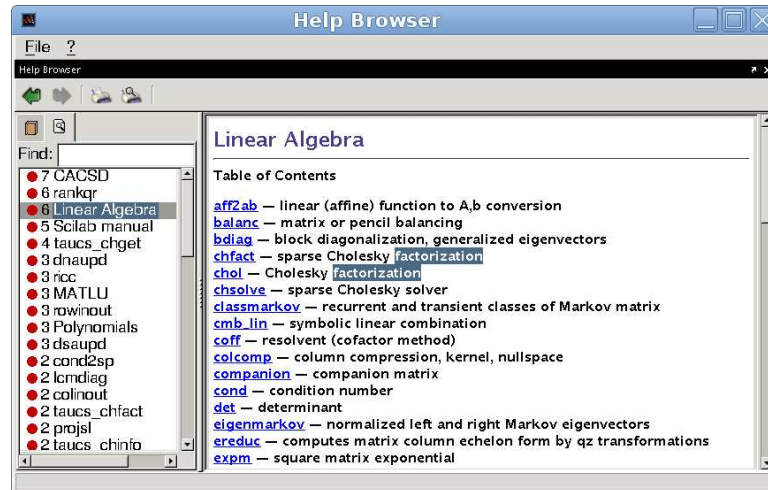 Help Browser
File ?
Help Browser
Find:
7 CACSD
6 rankqr
6 Linear Algebra
5 Scilab manual
4 taucs_chget
3 dnaupd
3 ricc
3 MATLU
3 rowinout
3 Polynomials
3 dsaupd
2 cond2sp
2 lcmdiag
2 colinout
2 taucs_chfact
2 projsl
2 taucs_chinfo
Linear Algebra
Table of Contents
aff2ab — linear (affine) function to A,b conversion
balanc — matrix or pencil balancing
bdiag — block diagonalization, generalized eigenvectors
chfact — sparse Cholesky factorization
chol — Cholesky factorization
chsolve — sparse Cholesky solver
classmarkov — recurrent and transient classes of Markov matrix
cmb_lin — symbolic linear combination
coff — resolvent (cofactor method)
colcomp — column compression, kernel, nullspace
companion — companion matrix
cond — condition number
det — determinant
eigenmarkov — normalized left and right Markov eigenvectors
ereduc — computes matrix column echelon form by qz transformations
expm — square matrix exponential